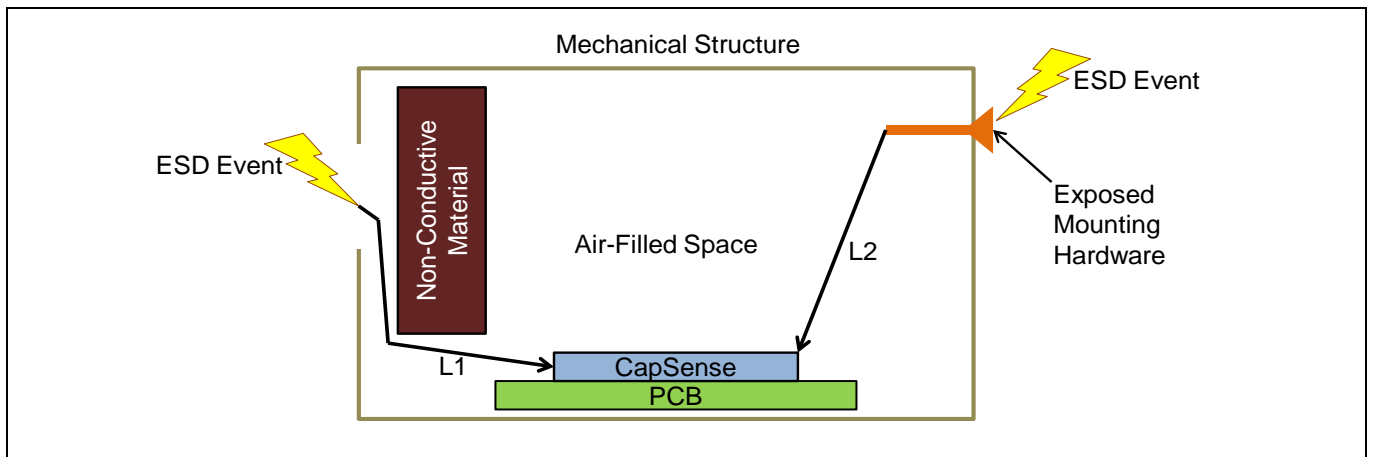 Mechanical Structure
ESD Event
ESD Event
Non-Conductive
Material
Exposed
Mounting
Hardware
Air-Filled Space
L2
L1
CapSense
PCB